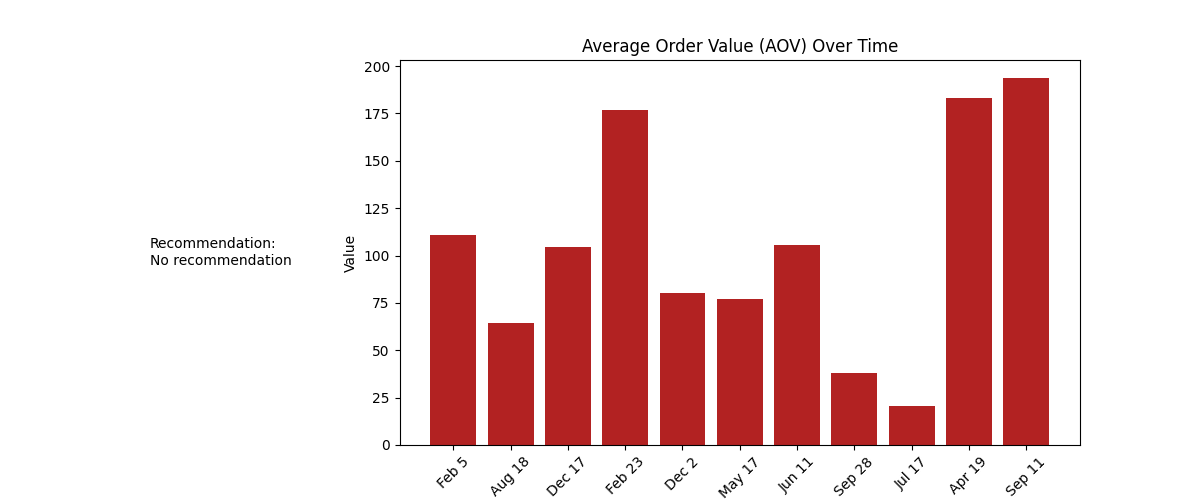 Average Order Value (AOV) Over Time
Recommendation:
No recommendation
Value
200
175
150
125
100
75
50
25
0
Feb 5
Aug 18
Dec 17
Feb 23
Dec 2
May 17
Jun 11
Sep 28
Jul 17
Apr 19
Sep 11